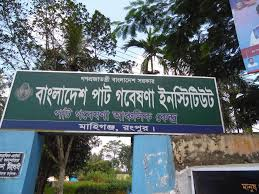 গণপ্রজাতন্ত্রী বাংলাদেশ সরকার
বাংলাদেশ পাট গবেষণা ইনস্টিটিউট
পাট গবেষণা আঞ্চলিক কেন্দ্র
মাহিগঞ্জ, রংপুর।